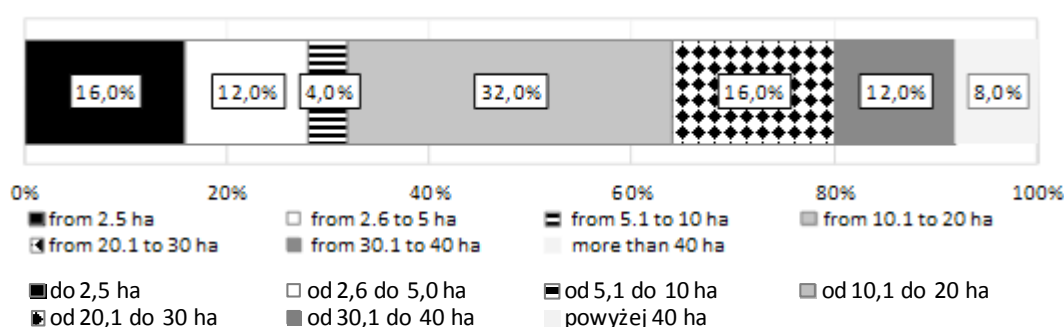 16,0% 12,0% 4,0% 32,0% 16,0% 12,0% 8,0%
0% 20% 40% 60% 80% 100%
from 2.5 ha from 2.6 to 5 ha from 5.1 to 10 ha from 10.1 to 20 ha
from 20.1 to 30 ha from 30.1 to 40 ha more than 40 ha
do 2,5 ha od 2,6 do 5,0 ha od 5,1 do 10 ha od 10,1 do 20 ha
od 20,1 do 30 ha od 30,1 do 40 ha powyżej 40 ha